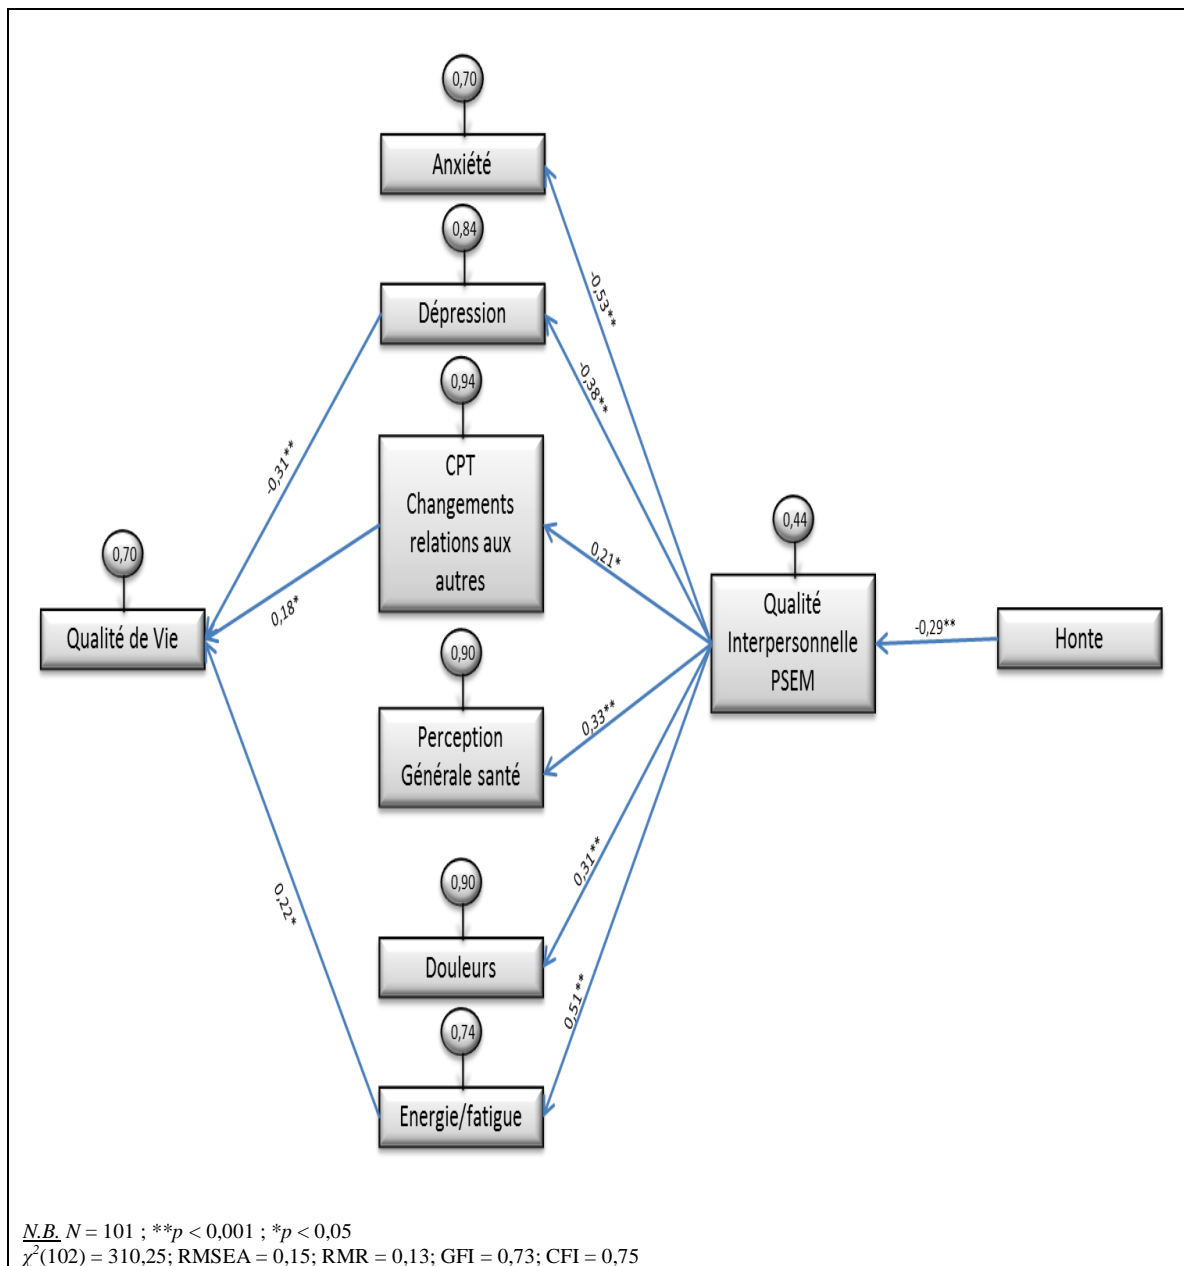 0,70
Anxiété
0,84
Dépression
-0,53**
-0,38**
0,94
CPT
Changements
relations aux
autres
-0,31**
0,70
Qualité de Vie
0,18*
0,21*
0,44
Qualité
Interpersonnelle
PSEM
-0,29**
Honte
0,90
Perception
Générale santé
0,33**
0,90
Douleurs
0,31**
0,22*
0,74
Energie/fatigue
0,51**
N.B. N = 101 ; **p < 0,001 ; *p < 0,05
χ²(102) = 310,25; RMSEA = 0,15; RMR = 0,13; GFI = 0,73; CFI = 0,75